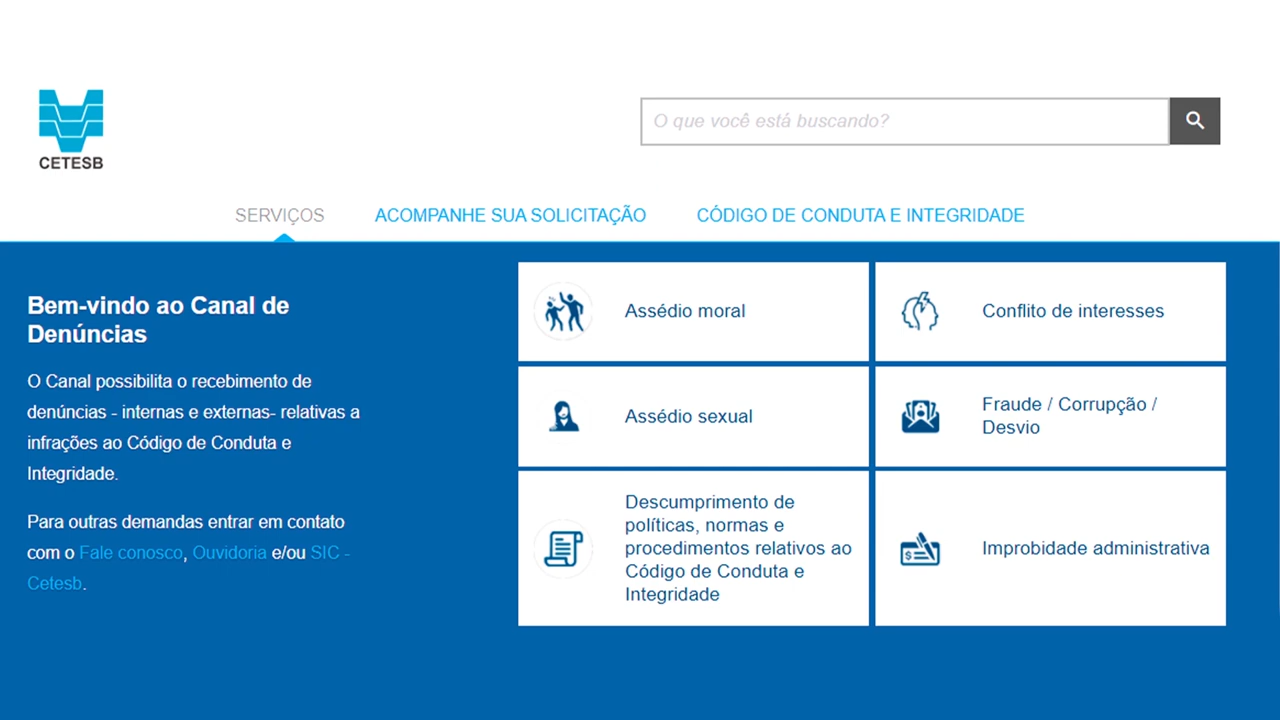 CETESB
O que você está buscando?
SERVIÇOS
ACOMPANHE SUA SOLICITAÇÃO
CÓDIGO DE CONDUTA E INTEGRIDADE
Bem-vindo ao Canal de
Denúncias
O Canal possibilita o recebimento de
denúncias - internas e externas- relativas a
infrações ao Código de Conduta e
Integridade.
Para outras demandas entrar em contato
com o Fale conosco, Ouvidoria e/ou SIC -
Cetesb.
Assédio moral
Conflito de interesses
Assédio sexual
Fraude / Corrupção /
Desvio
Descumprimento de
políticas, normas e
procedimentos relativos ao
Código de Conduta e
Integridade
Improbidade administrativa